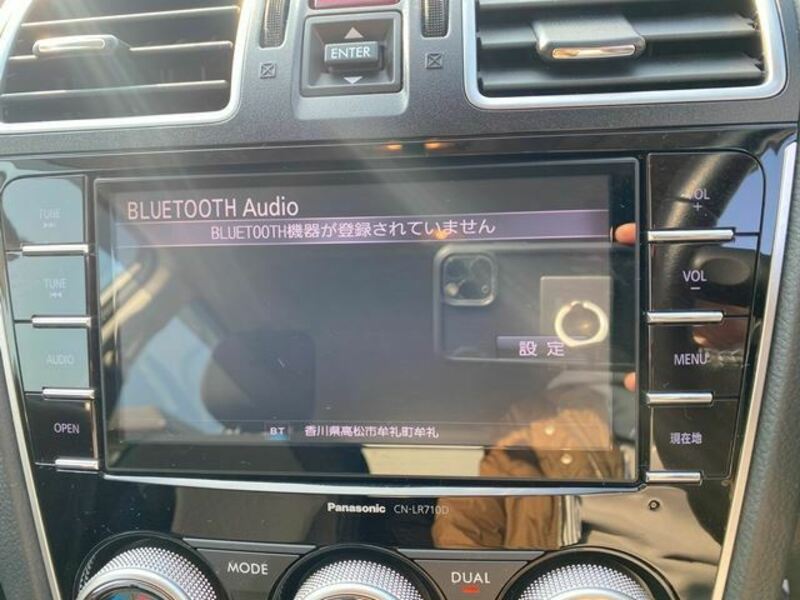 ENTER
BLUETOOTH Audio
BLUETOOTH機器が登録されていません
設定
BT 香川県高松市牟礼町牟礼
TUNE
TUNE
AUDIO
OPEN
VOL
+
VOL
−
MENU
現在地
Panasonic CN-LR710D
MODE
DUAL